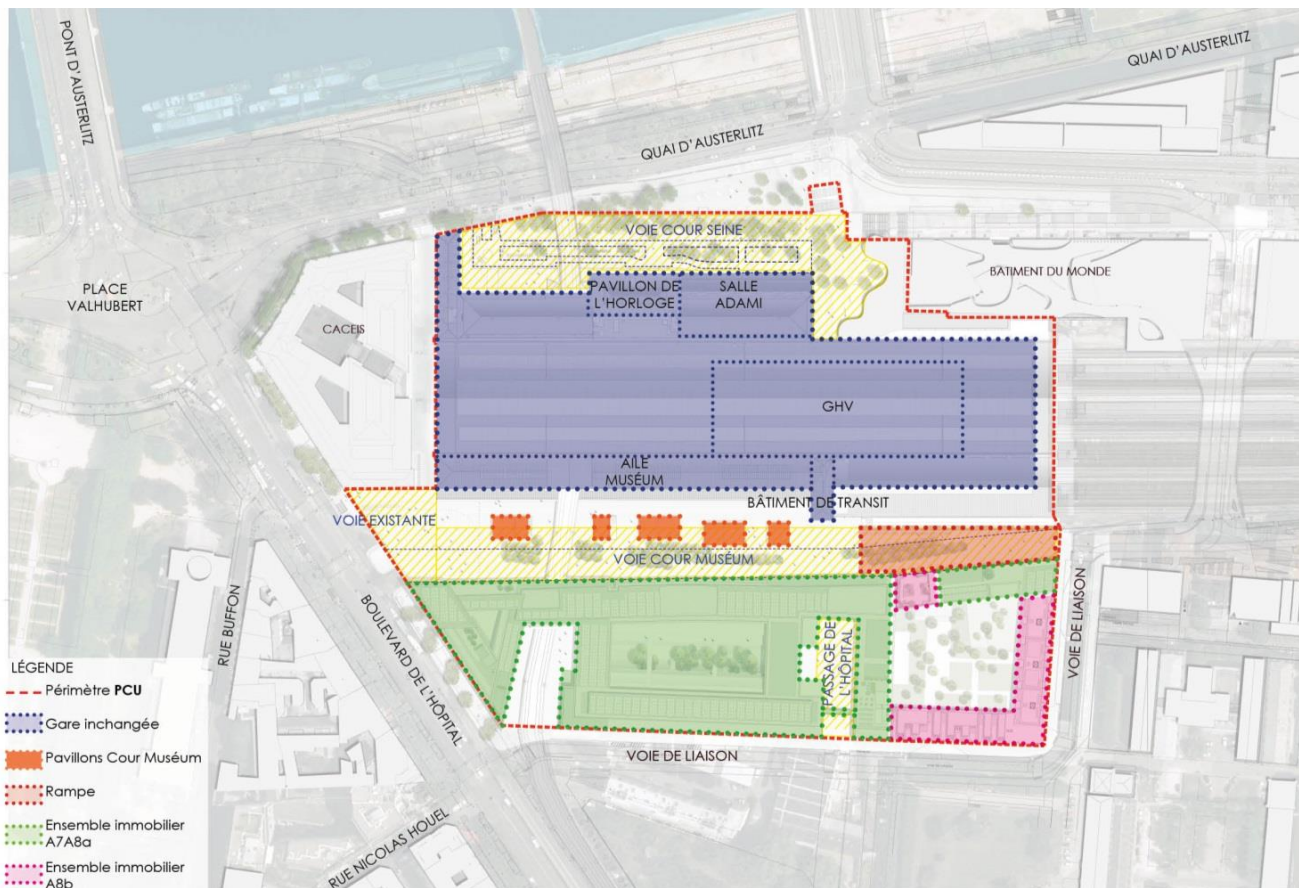 PONT D'AUSTERLITZ
QUAI D'AUSTERLITZ
QUAI D'AUSTERLITZ
VOIE COUR SEINE
BATIMENT DU MONDE
PLACE
VALHUBERT
PAVILLON DE
L'HORLOGE
SALLE
ADAMI
CACEIS
GHV
AILE
MUSÉUM
BÂTIMENT DE TRANSIT
VOIE EXISTANTE
VOIE COUR MUSÉUM
RUE BUFFON
BOULEVARD DE L'HÔPITAL
PASSAGE DE
L'HÔPITAL
VOIE DE LIAISON
VOIE DE LIAISON
RUE NICOLAS HOUEL
LÉGENDE
Périmètre PCU
Gare inchangée
Pavillons Cour Muséum
Rampe
Ensemble immobilier
A7A8a
Ensemble immobilier
A8b